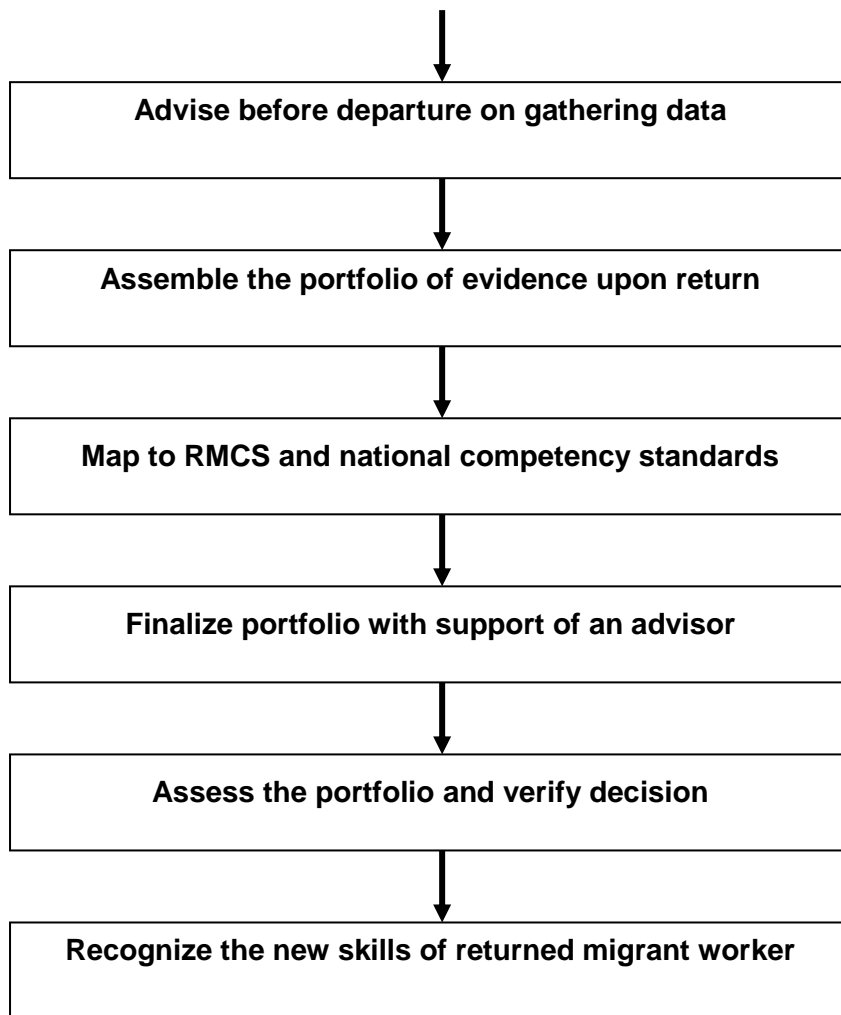 Advise before departure on gathering data
Assemble the portfolio of evidence upon return
Map to RMCS and national competency standards
Finalize portfolio with support of an advisor
Assess the portfolio and verify decision
Recognize the new skills of returned migrant worker